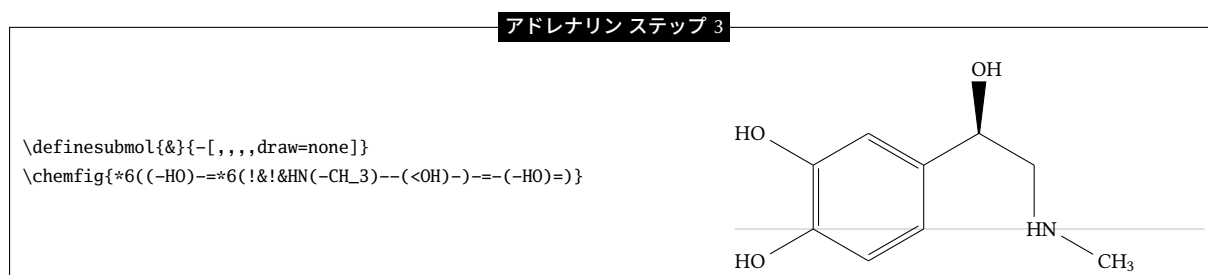 アドレナリン ステップ 3
\definesubmol{&}{-[,,,,draw=none]}
\chemfig{*6((-HO)-=*6(!&!&HN(-CH_3)--(<OH)-)-=-(-HO)=)}
OH
HO
HO
HN
CH3